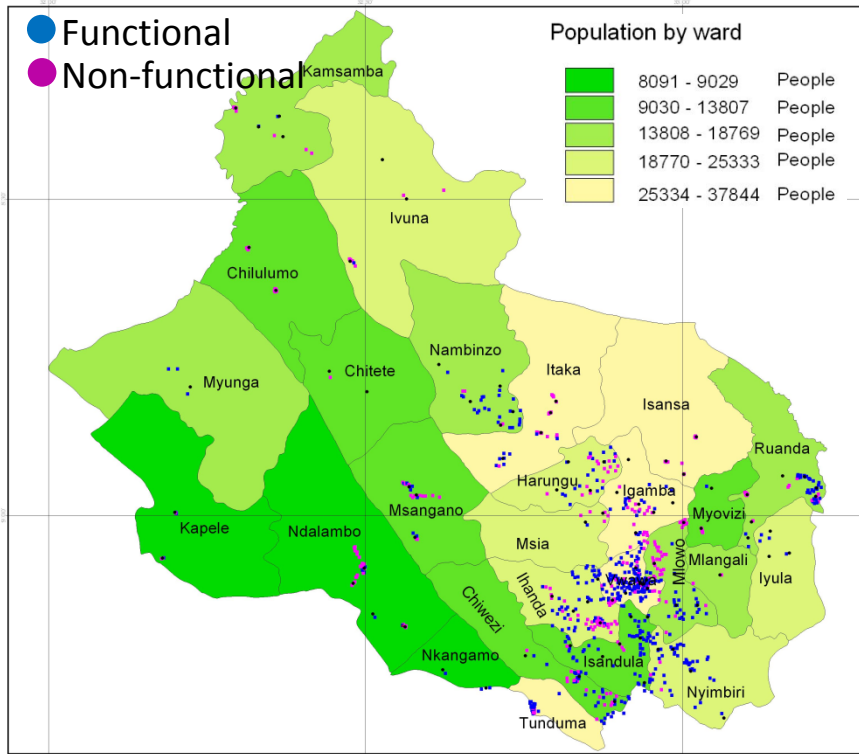 Functional
Non-functional
Population by ward
8091 - 9029 People
9030 - 13807 People
13808 - 18769 People
18770 - 25333 People
25334 - 37844 People
Kamsamba
Ivuna
Chilulumo
Nambinzo
Itaka
Chitete
Myunga
Isansa
Ruanda
Harungu
Igamba
Msangano
Myovizi
Kapele
Ndalambo
Msia
Mlowo
Mlangali
Iyula
Ihanda
Chiwezi
Isandula
Nkangamo
Nyimbiri
Tunduma